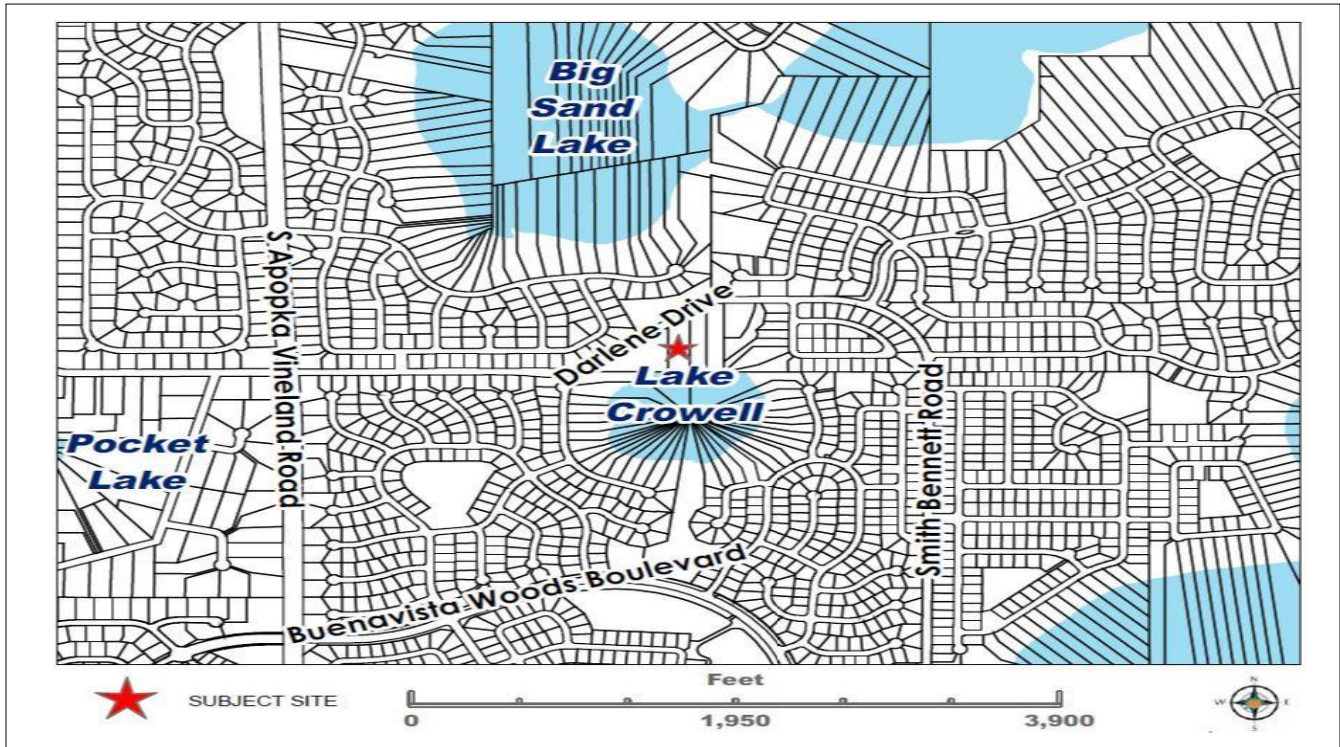 Big
Sand
Lake
S Apopka Vineland Road
Darlene Drive
Lake
Crowell
Smith Bennett Road
Pocket
Lake
Buenavista Woods Boulevard
SUBJECT SITE
Feet
0
1,950
3,900
N
W
E
S